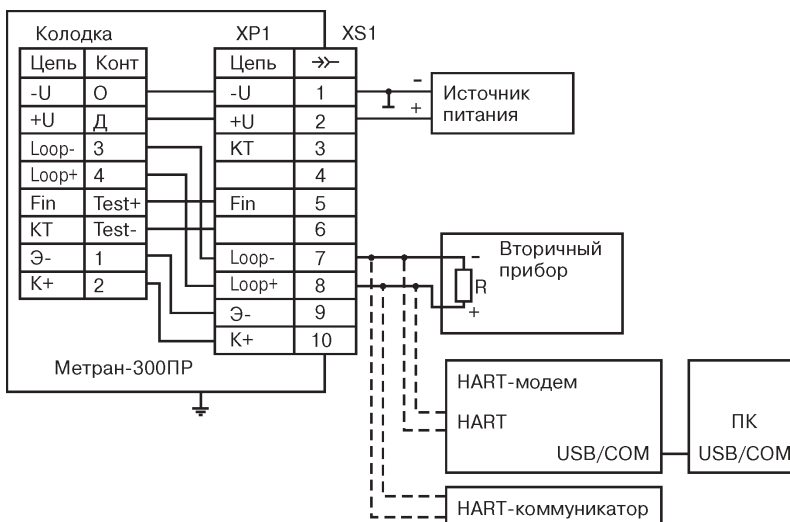 Колодка XP1 XS1
Цепь Конт Цепь
-U О -U 1
+U Д +U 2
Loop- 3 КТ 3
Loop+ 4 4
Fin Test+ Fin 5
КТ Test- 6
Э- 1 Loop- 7
К+ 2 Loop+ 8
Э- 9
К+ 10
Метран-300ПР
- +
Источник
питания
Вторичный
прибор
- R +
HART-модем
HART
USB/COM
ПК
USB/COM
HART-коммуникатор